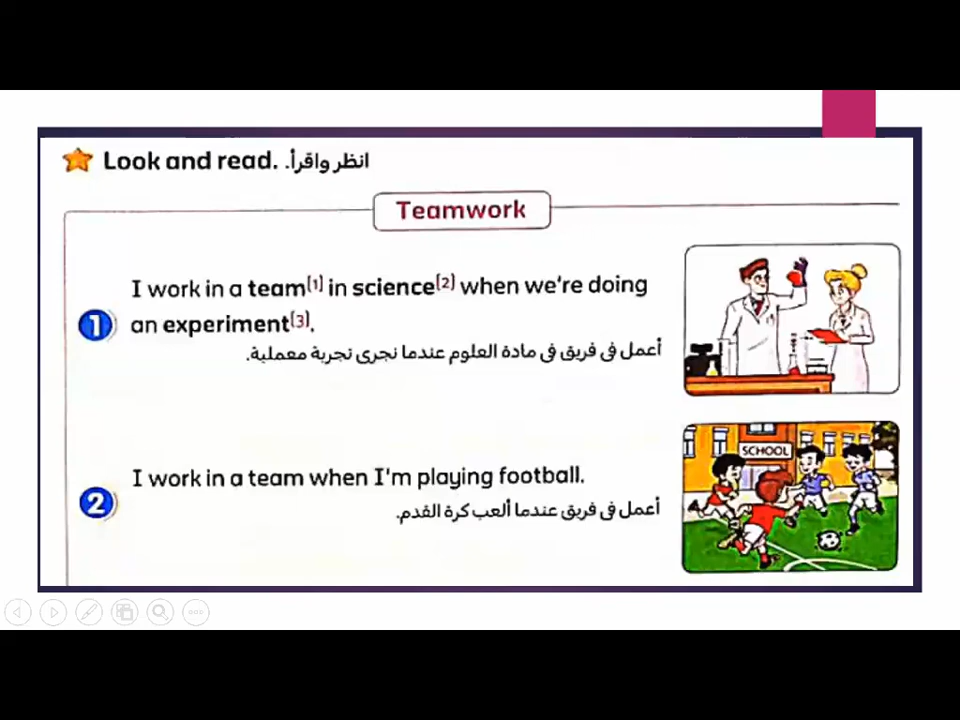 Look and read. انظر واقرأ.
Teamwork
1
I work in a team[1] in science[2] when we're doing
an experiment[3].
أعمل فى فريق فى مادة العلوم عندما نجرى تجربة معملية.
SCHOOL
2
I work in a team when I'm playing football.
أعمل فى فريق عندما ألعب كرة القدم.